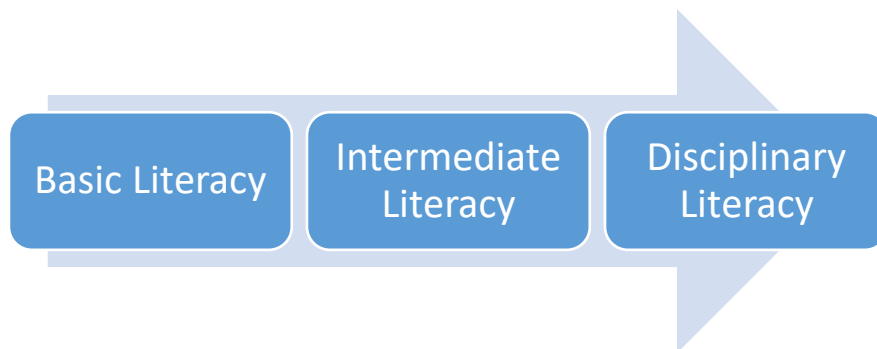 Basic Literacy
Intermediate
Literacy
Disciplinary
Literacy